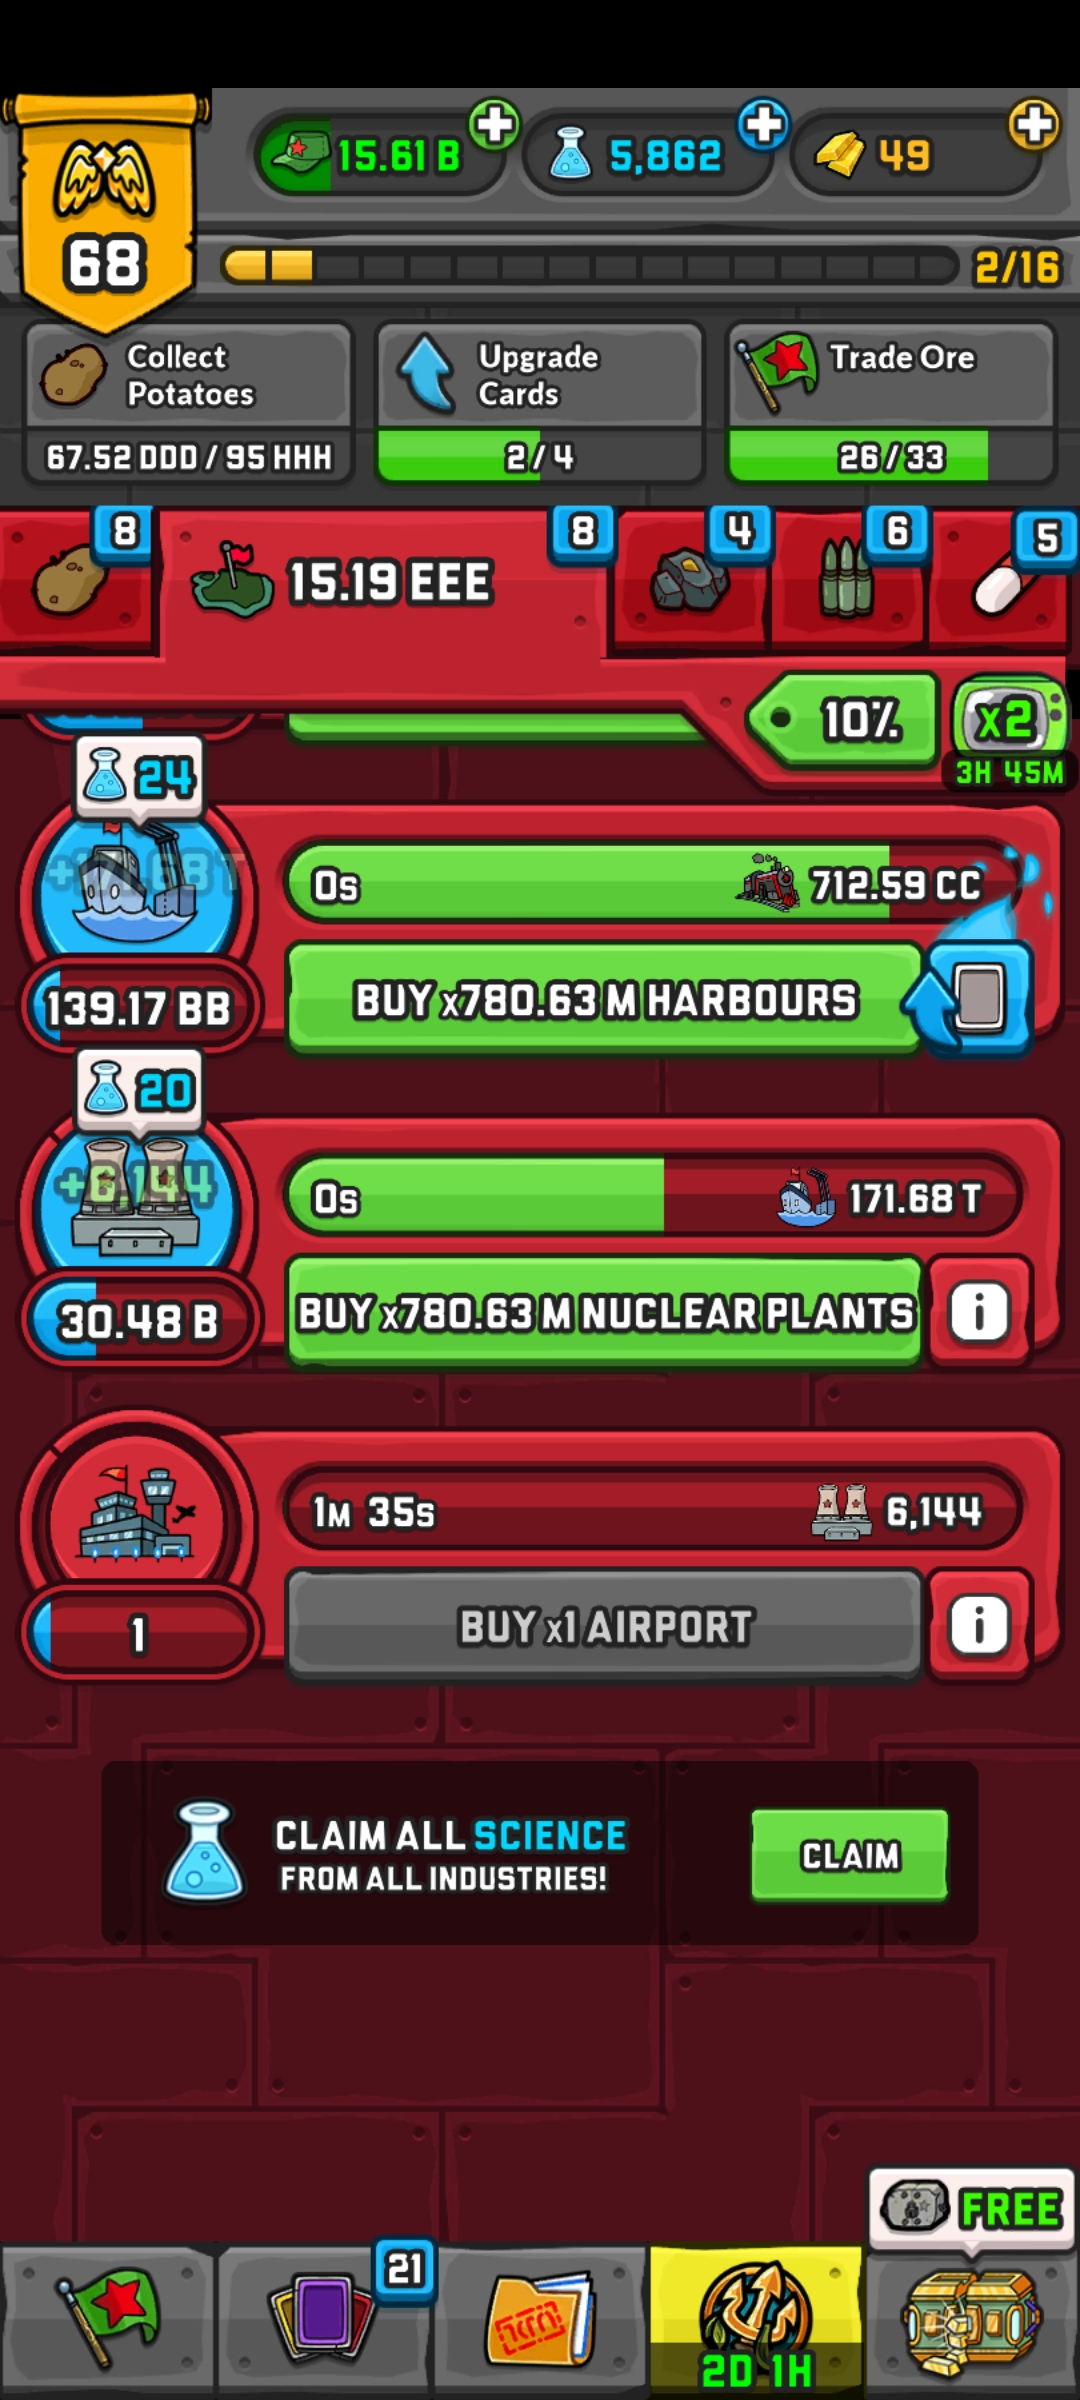 15.61 B
5,862
49
68
2/16
Collect
Potatoes
Upgrade
Cards
Trade Ore
67.52 DDD / 95 HHH
2/4
26/33
8
15.19 EEE
8
4
6
5
10%
x2
3H 45M
24
0s
712.59 CC
139.17 BB
BUY x780.63 M HARBOURS
20
+6,144
0s
171.68 T
30.48 B
BUY x780.63 M NUCLEAR PLANTS
1M 35s
6,144
1
BUY x1 AIRPORT
CLAIM ALL SCIENCE
FROM ALL INDUSTRIES!
CLAIM
FREE
21
2D 1H